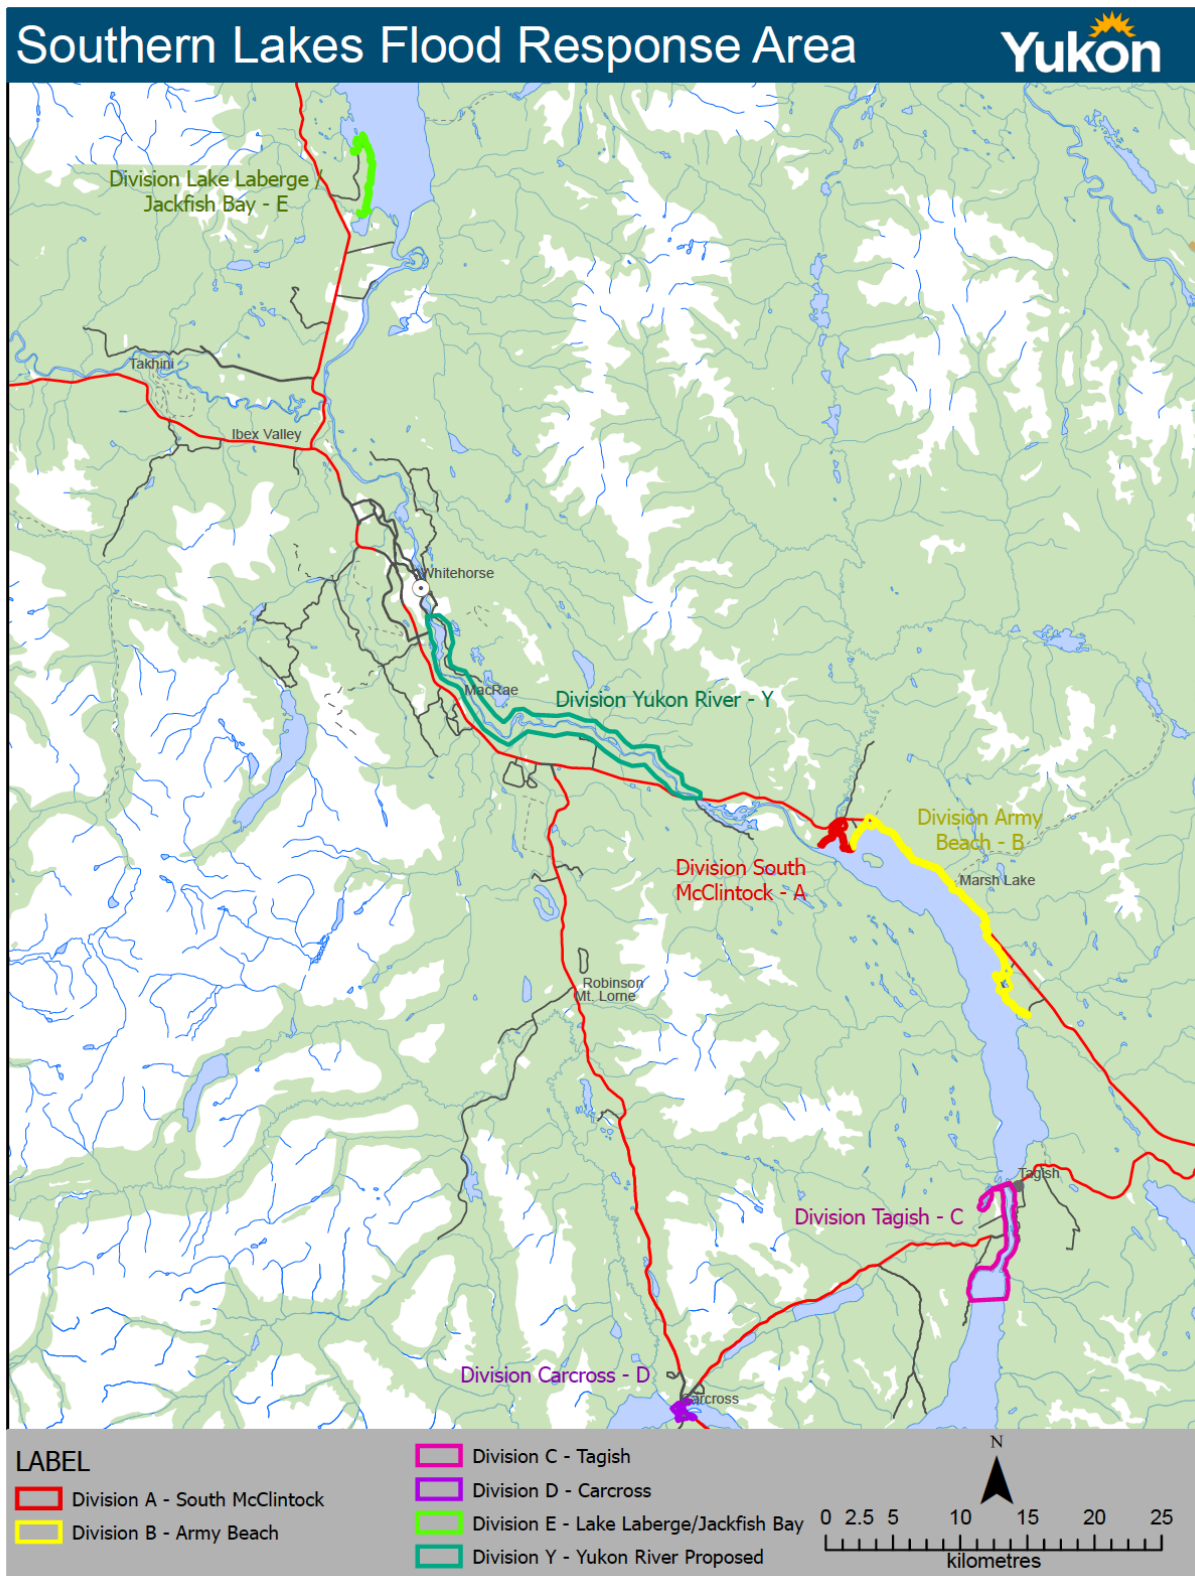 Southern Lakes Flood Response Area
Yukon
Division Lake Laberge /
Jackfish Bay - E
Takhini
Ibex Valley
Whitehorse
MacRae
Division Yukon River - Y
Division Army
Beach - B
Division South
McClintock - A
Marsh Lake
Robinson
Mt. Lorne
Tagish
Division Tagish - C
Division Carcross - D
Carcross
LABEL
Division A - South McClintock
Division B - Army Beach
Division C - Tagish
Division D - Carcross
Division E - Lake Laberge/Jackfish Bay
Division Y - Yukon River Proposed
N
0 2.5 5 10 15 20 25
kilometres